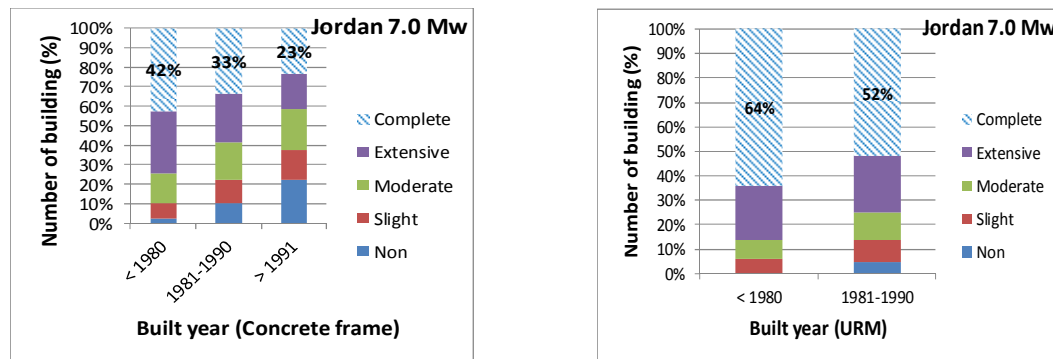 Jordan 7.0 Mw
100%
90%
80%
70%
60%
50%
40%
30%
20%
10%
0%
Number of building (%)
42%
33%
23%
Complete
Extensive
Moderate
Slight
Non
< 1980
1981-1990
> 1991
Built year (Concrete frame)
Jordan 7.0 Mw
100%
90%
80%
70%
60%
50%
40%
30%
20%
10%
0%
Number of building (%)
64%
52%
Complete
Extensive
Moderate
Slight
Non
< 1980
1981-1990
Built year (URM)